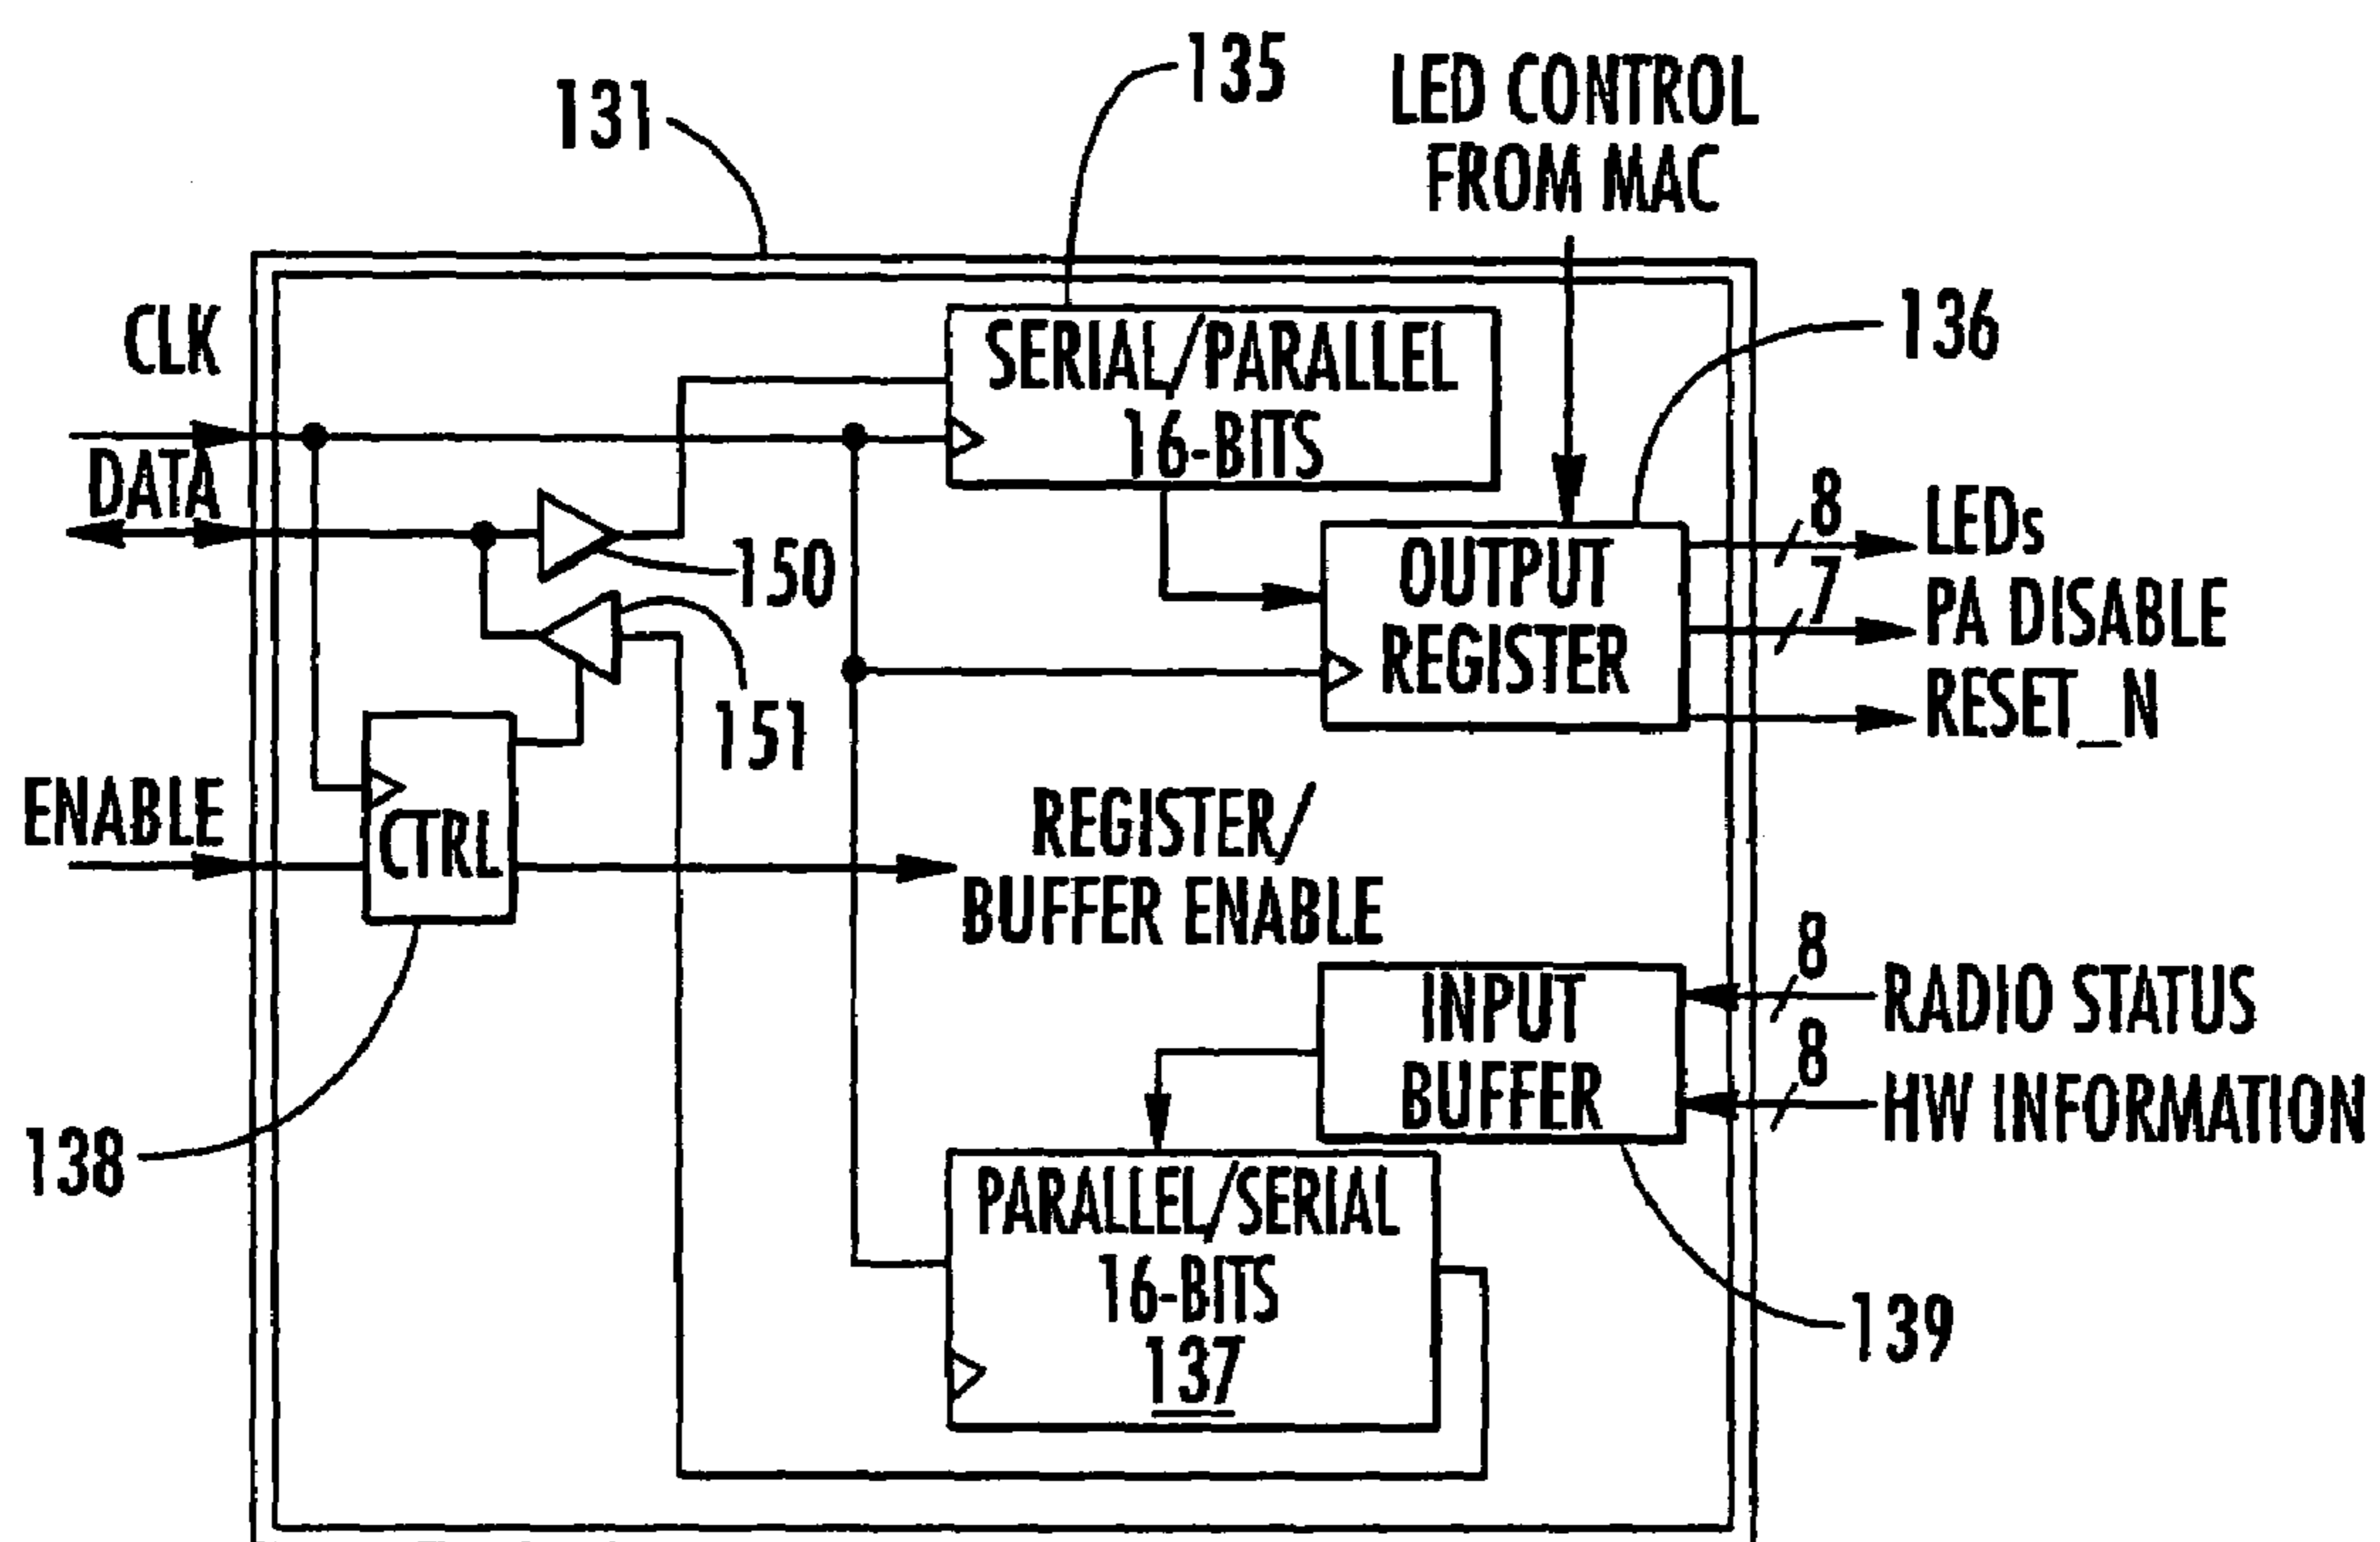 135
131
LED CONTROL
FROM MAC
136
CLK
SERIAL/PARALLEL
16-BITS
DATA
8
LEDs
150
OUTPUT
REGISTER
7
PA DISABLE
RESET_N
151
ENABLE
CTRL
REGISTER/
BUFFER ENABLE
8
RADIO STATUS
INPUT
BUFFER
8
HW INFORMATION
138
PARALLEL/SERIAL
16-BITS
137
139